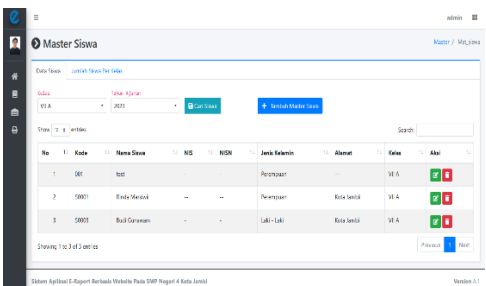 admin
Master Siswa
Master / Mst_siswa
Data Siswa Jumlah Siswa Per Kelas
Kelas Tahun Ajaran
VII A 2021 Cari Siswa + Tambah Master Siswa
Show entries Search:
No Kode Nama Siswa NIS NISN Jenis Kelamin Alamat Kelas Aksi
1 001 test - - Perempuan --- VII A
2 S0001 -- -- Perempuan Kota Jambi VII A
3 S0003 Budi Gunawan - - Laki - Laki Kota Jambi VII A
Showing 1 to 3 of 3 entries
Previous 1 Next
Sistem Aplikasi E-Raport Berbasis Website Pada SMP Negeri 4 Kota Jambi Version